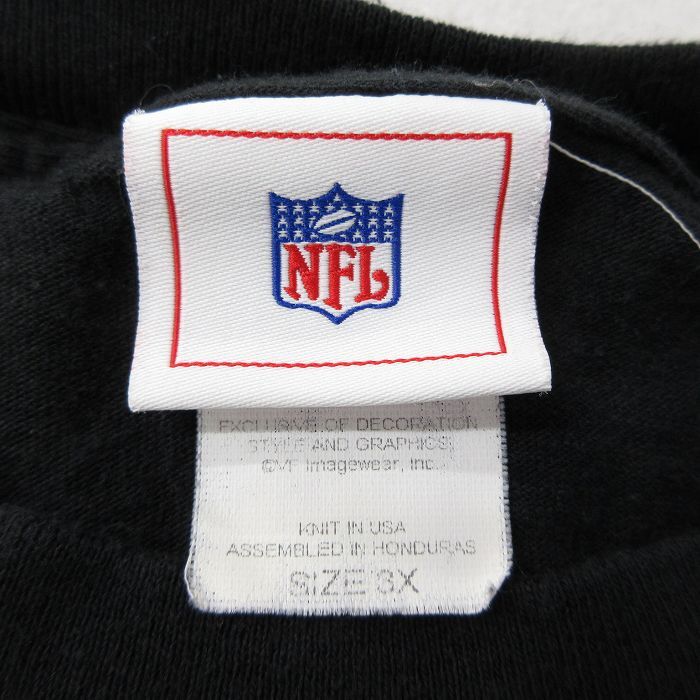 NFL
EXCLUSIVE OF DECORATION
STYLE AND GRAPHICS
©VF Imagewear, Inc.
KNIT IN USA
ASSEMBLED IN HONDURAS
SIZE 3X